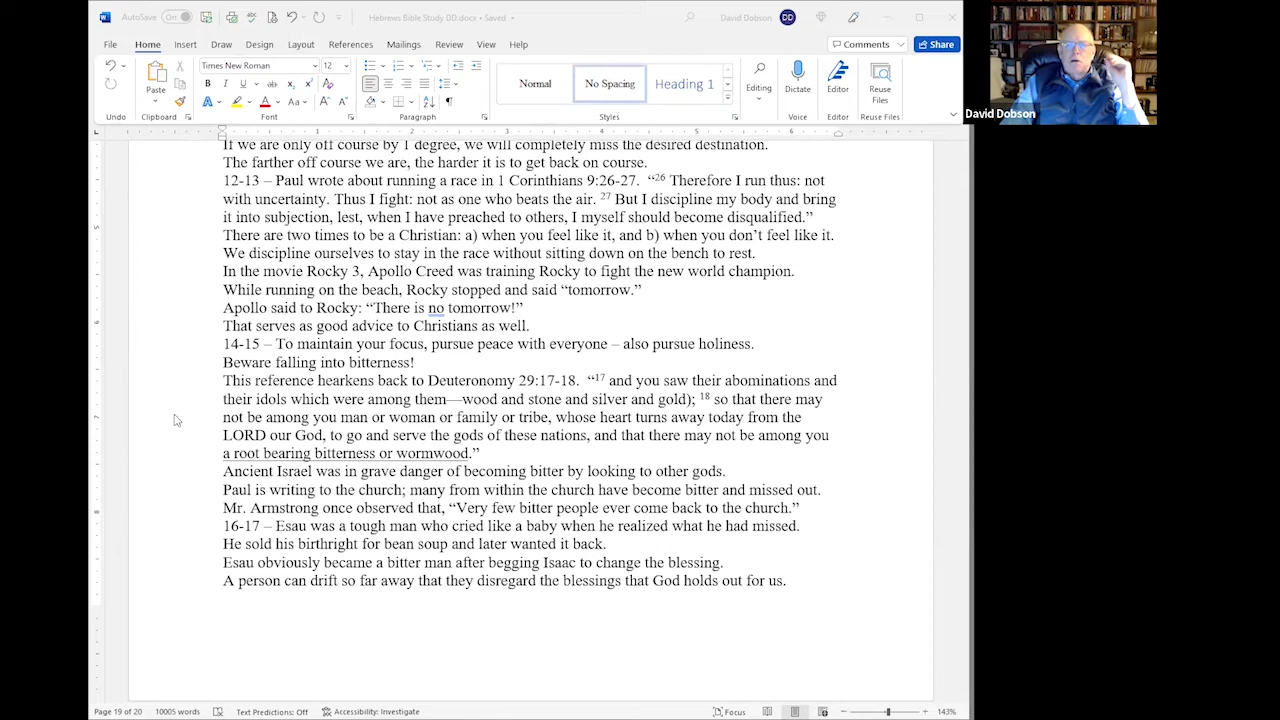 AutoSave
On
Hebrews Bible Study DD.docx • Saved
David Dobson
DD
File Home Insert Draw Design Layout References Mailings Review View Help
Comments
Share
Times New Roman
12
Normal
No Spacing
Heading 1
Paste
Editing
Dictate
Editor
Reuse Files
Undo
Clipboard
Font
Paragraph
Styles
Voice
Editor
Reuse Files
David Dobson
If we are only off course by 1 degree, we will completely miss the desired destination.
The farther off course we are, the harder it is to get back on course.
12-13 – Paul wrote about running a race in 1 Corinthians 9:26-27. “26 Therefore I run thus: not
with uncertainty. Thus I fight: not as one who beats the air. 27 But I discipline my body and bring
it into subjection, lest, when I have preached to others, I myself should become disqualified.”
There are two times to be a Christian: a) when you feel like it, and b) when you don’t feel like it.
We discipline ourselves to stay in the race without sitting down on the bench to rest.
In the movie Rocky 3, Apollo Creed was training Rocky to fight the new world champion.
While running on the beach, Rocky stopped and said “tomorrow.”
Apollo said to Rocky: “There is no tomorrow!”
That serves as good advice to Christians as well.
14-15 – To maintain your focus, pursue peace with everyone – also pursue holiness.
Beware falling into bitterness!
This reference hearkens back to Deuteronomy 29:17-18. “17 and you saw their abominations and
their idols which were among them—wood and stone and silver and gold); 18 so that there may
not be among you man or woman or family or tribe, whose heart turns away today from the
LORD our God, to go and serve the gods of these nations, and that there may not be among you
a root bearing bitterness or wormwood.”
Ancient Israel was in grave danger of becoming bitter by looking to other gods.
Paul is writing to the church; many from within the church have become bitter and missed out.
Mr. Armstrong once observed that, “Very few bitter people ever come back to the church.”
16-17 – Esau was a tough man who cried like a baby when he realized what he had missed.
He sold his birthright for bean soup and later wanted it back.
Esau obviously became a bitter man after begging Isaac to change the blessing.
A person can drift so far away that they disregard the blessings that God holds out for us.
Page 19 of 20
10005 words
Text Predictions: Off
Accessibility: Investigate
Focus
143%